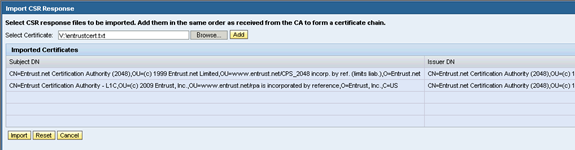 Import CSR Response
Select CSR response files to be imported. Add them in the same order as received from the CA to form a certificate chain.
Select Certificate: V:\entrustcert.txt Browse... Add
Imported Certificates
Subject DN Issuer DN
CN=Entrust.net Certification Authority (2048),OU=(c) 1999 Entrust.net Limited,OU=www.entrust.net/CPS_2048 incorp. by ref. (limits liab.),O=Entrust.net CN=Entrust.net Certification Authority (2048),OU=(c) 1
CN=Entrust Certification Authority - L1C,OU=(c) 2009 Entrust, Inc.,OU=www.entrust.net/rpa is incorporated by reference,O=Entrust, Inc.,C=US CN=Entrust.net Certification Authority (2048),OU=(c) 1
Import Reset Cancel